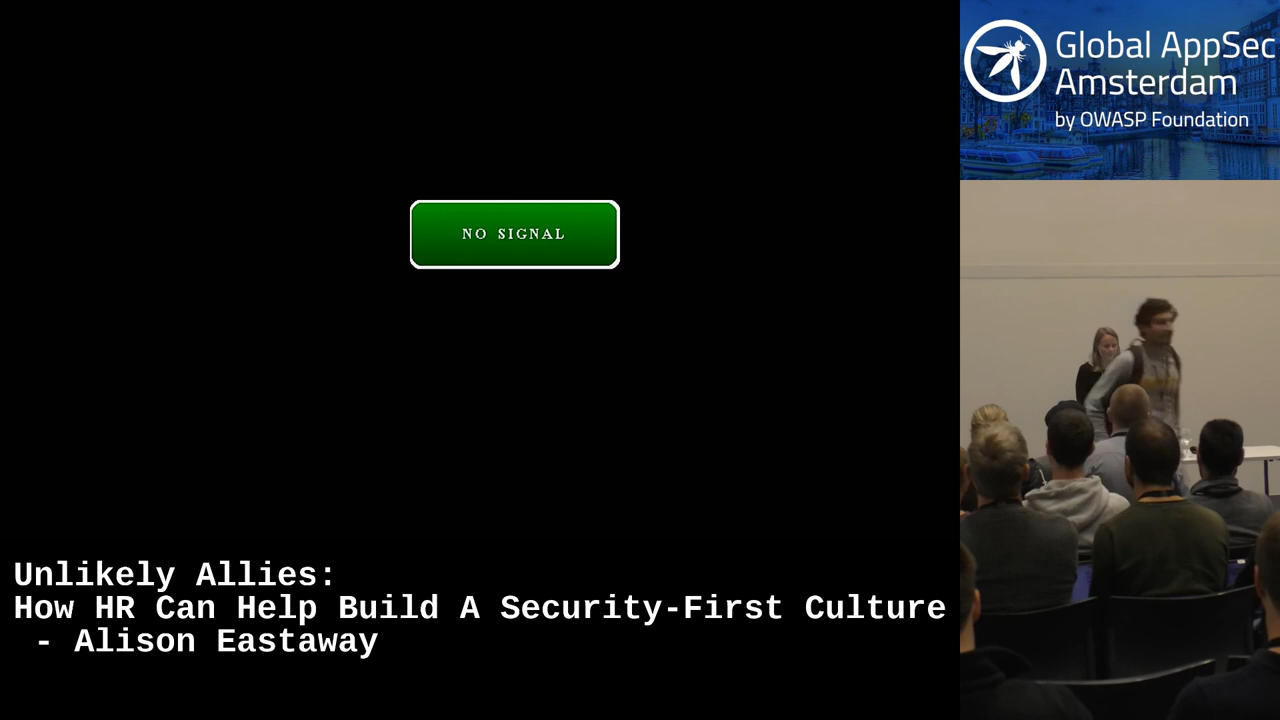 NO SIGNAL
Global AppSec
Amsterdam
by OWASP Foundation
Unlikely Allies:
How HR Can Help Build A Security-First Culture
- Alison Eastaway